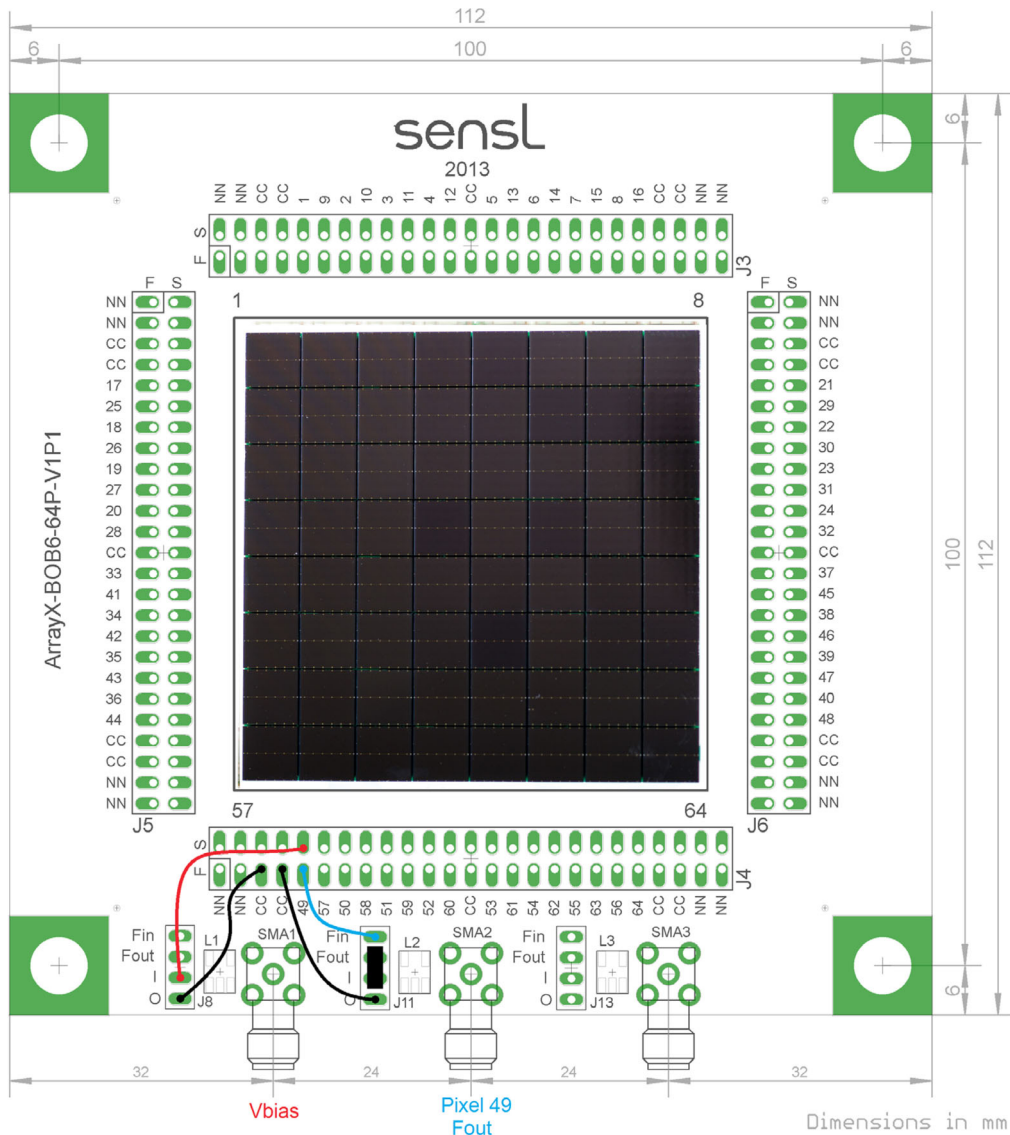 112
6 100 6
sensl
2013
NN NN CC CC 1 9 2 10 3 11 4 12 CC 5 13 6 14 7 15 8 16 CC CC NN NN
S
F
J3
6
F S
F S
1 8
NN
NN
CC
CC
17
25
18
26
19
27
20
28
CC
33
41
34
42
35
43
36
44
CC
CC
NN
NN
J5
ArrayX-BOB6-64P-V1P1
NN
NN
CC
CC
21
29
22
30
23
31
24
32
CC
37
45
38
46
39
47
40
48
CC
CC
NN
NN
J6
100
112
57 64
S
F
J4
NN NN CC CC 49 57 50 58 51 59 52 60 CC 53 61 54 62 55 63 56 64 CC CC NN NN
Fin
Fout
I
O
J8
L1
SMA1
Fin
Fout
I
O
J11
L2
SMA2
Fin
Fout
I
O
J13
L3
SMA3
6
32 24 24 32
Vbias
Pixel 49
Fout
Dimensions in mm